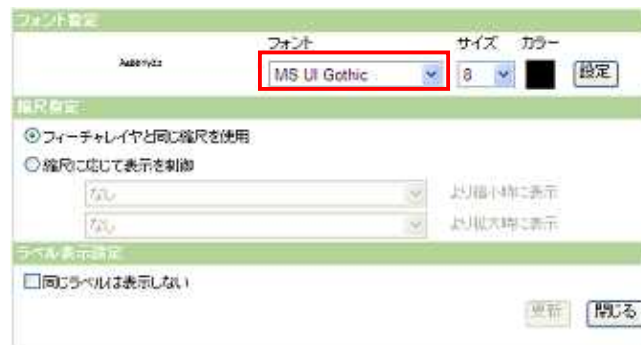 フォント設定
フォント サイズ カラー
MS UI Gothic 8 設定
縮尺指定
フィーチャレイヤと同じ縮尺を使用
縮尺に応じて表示を制御
なし より縮小時に表示
なし より拡大時に表示
ラベル表示設定
同じラベルは表示しない
更新 閉じる